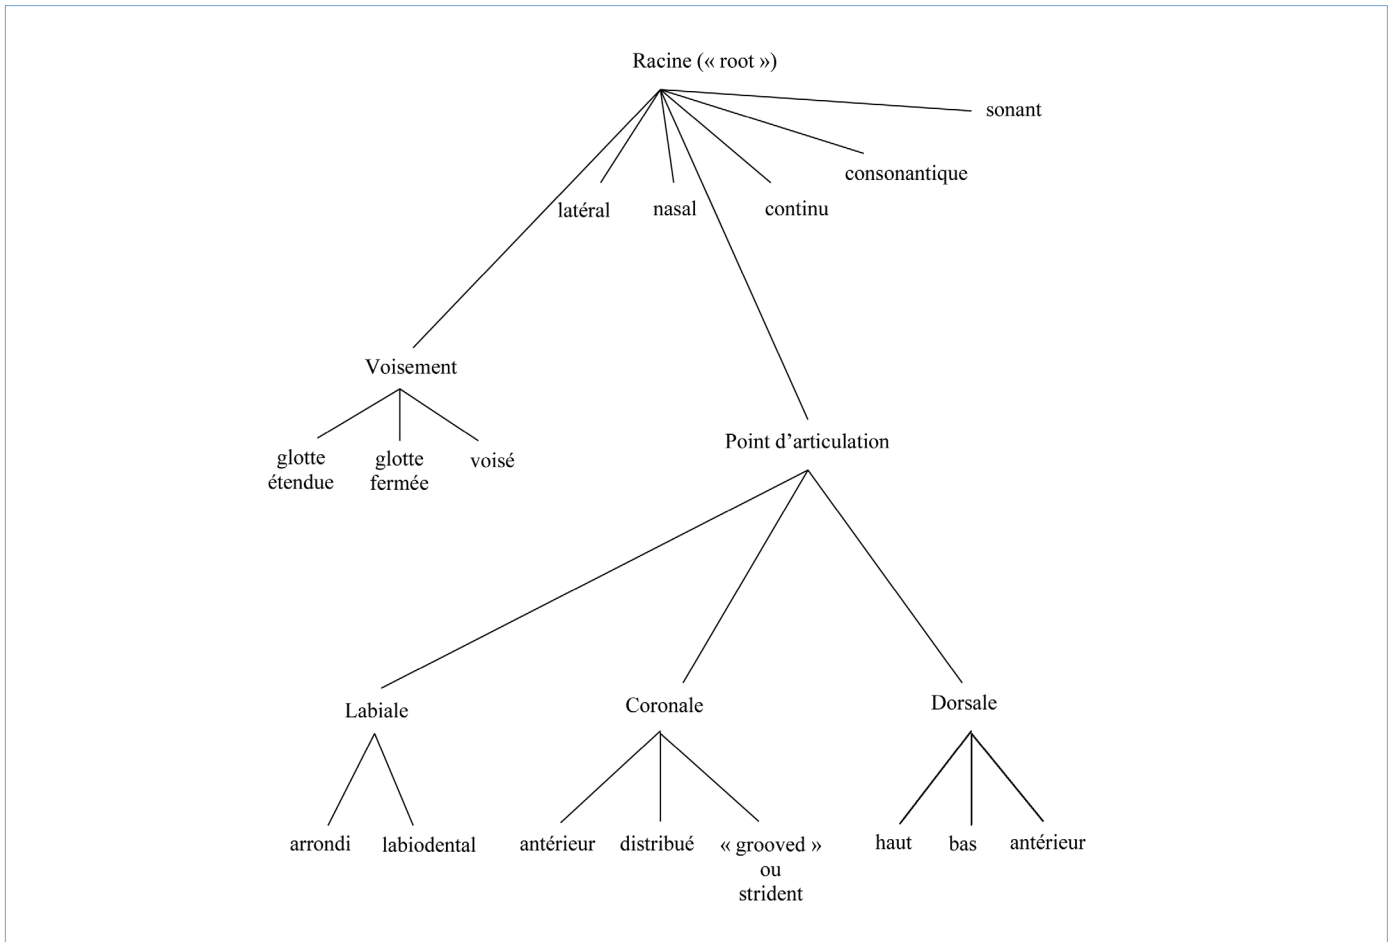 Racine (« root »)
sonant
consonantique
latéral
nasal
continu
Voisement
glotte
étendue
glotte
fermée
voisé
Point d’articulation
Labiale
Coronale
Dorsale
arrondi
labiodental
antérieur
distribué
« grooved »
ou
strident
haut
bas
antérieur